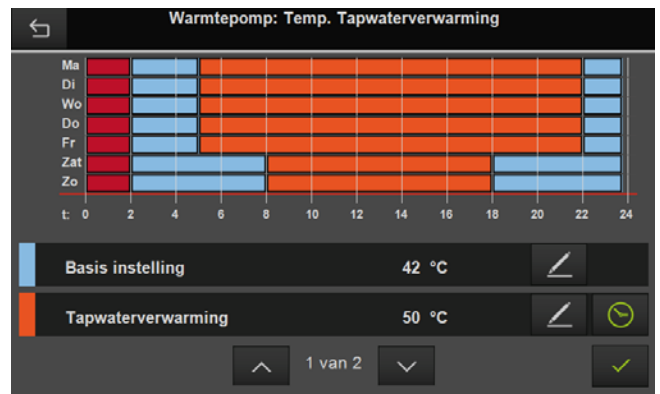 Warmtepomp: Temp. Tapwaterverwarming
Ma
Di
Wo
Do
Fr
Zat
Zo
t: 0 2 4 6 8 10 12 14 16 18 20 22 24
Basis instelling 42 °C
Tapwaterverwarming 50 °C
1 van 2